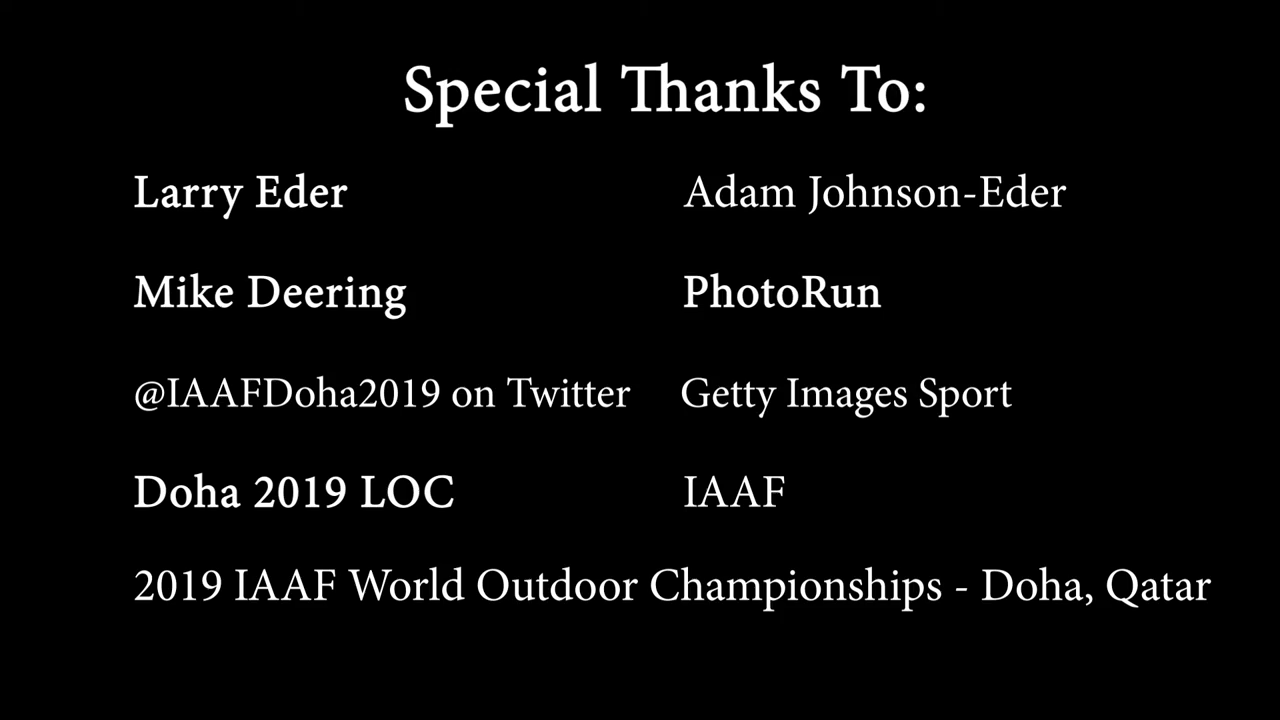 Special Thanks To:
Larry Eder Adam Johnson-Eder
Mike Deering PhotoRun
@IAAFDoha2019 on Twitter Getty Images Sport
Doha 2019 LOC IAAF
2019 IAAF World Outdoor Championships - Doha, Qatar